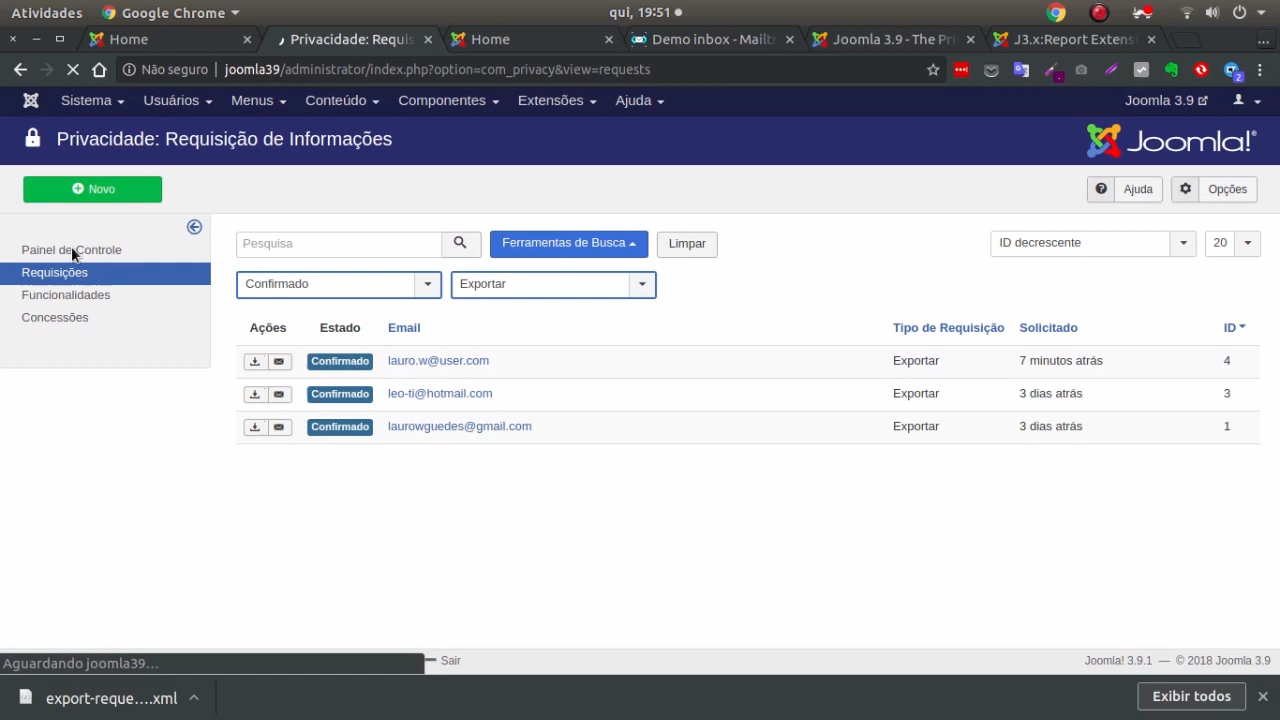 Atividades Google Chrome qui, 19:51
Home Privacidade: Requis Home Demo inbox - Mailt Joomla 3.9 - The Pri J3.x:Report Extens
Não seguro joomla39/administrator/index.php?option=com_privacy&view=requests
2
Sistema Usuários Menus Conteúdo Componentes Extensões Ajuda Joomla 3.9
Privacidade: Requisição de Informações Joomla!®
Novo Ajuda Opções
Painel de Controle
Requisições
Funcionalidades
Concessões
Pesquisa Ferramentas de Busca Limpar ID decrescente 20
Confirmado Exportar
Ações Estado Email Tipo de Requisição Solicitado ID
Confirmado lauro.w@user.com Exportar 7 minutos atrás 4
Confirmado leo-ti@hotmail.com Exportar 3 dias atrás 3
Confirmado laurowguedes@gmail.com Exportar 3 dias atrás 1
Aguardando joomla39... Sair Joomla! 3.9.1 — © 2018 Joomla 3.9
export-reque....xml Exibir todos